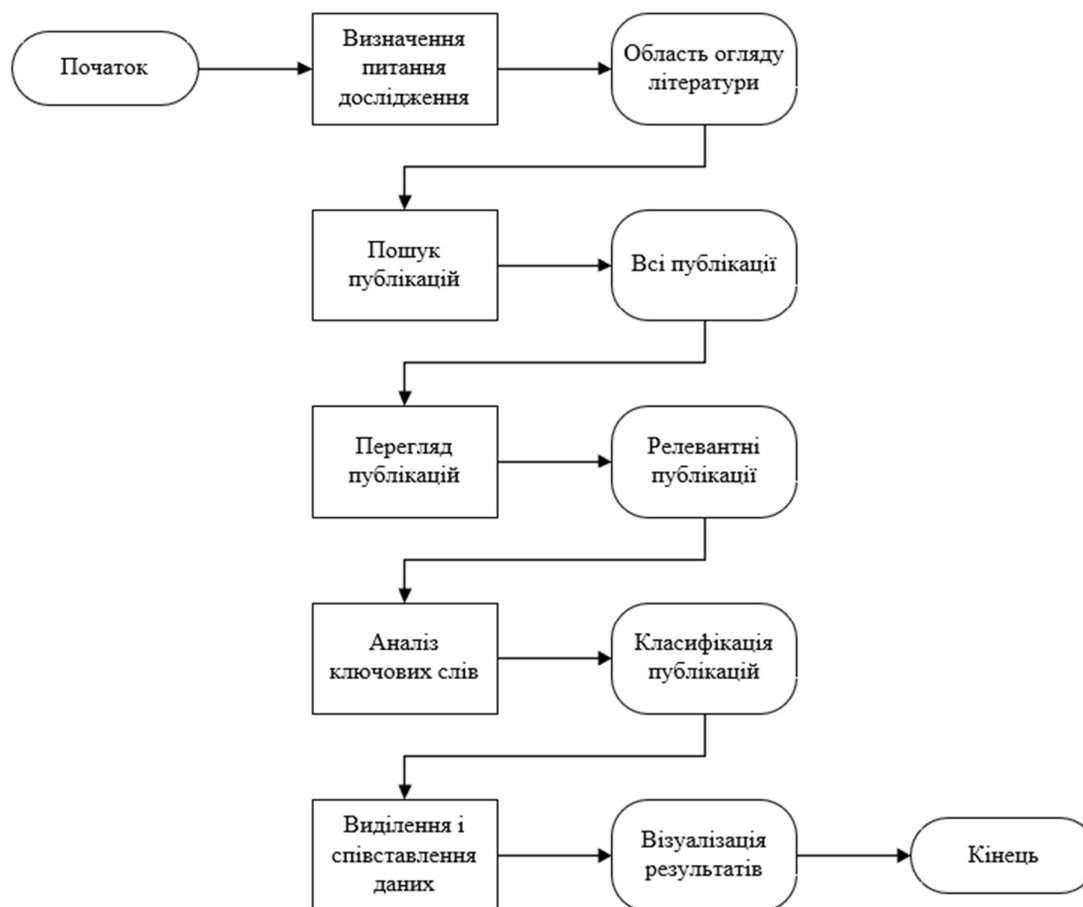 Початок
Визначення
питання
дослідження
Область огляду
літератури
Пошук
публікацій
Всі публікації
Перегляд
публікацій
Релевантні
публікації
Аналіз
ключових слів
Класифікація
публікацій
Виділення і
співставлення
даних
Візуалізація
результатів
Кінець